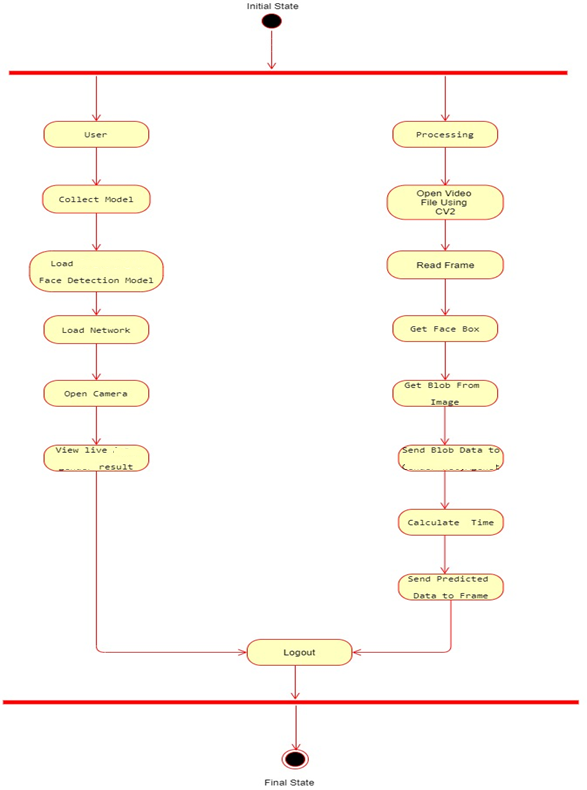 Initial State
User
Collect Model
Load
Face Detection Model
Load Network
Open Camera
View live
result
Processing
Open Video
File Using
CV2
Read Frame
Get Face Box
Get Blob From
Image
Send Blob Data to
Calculate Time
Send Predicted
Data to Frame
Logout
Final State